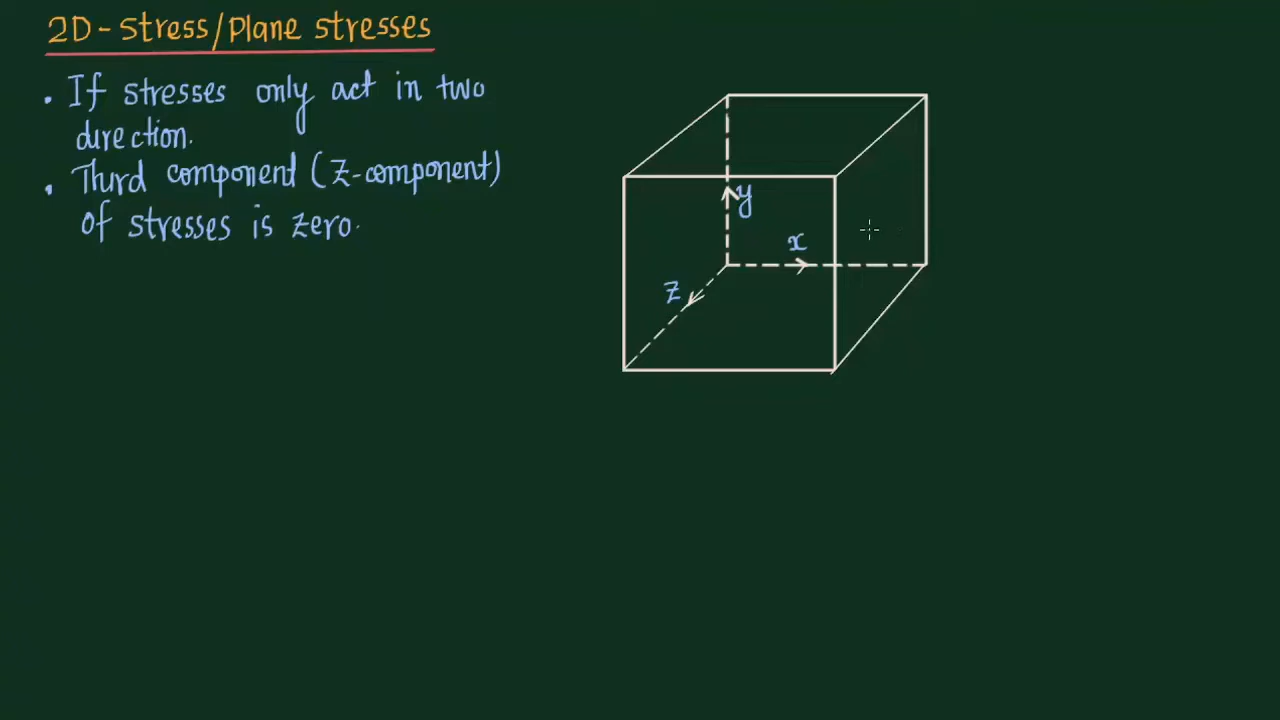 2D-Stress/Plane stresses
. If stresses only act in two
direction.
. Third component (Z-component)
of stresses is zero.
y
x
Z